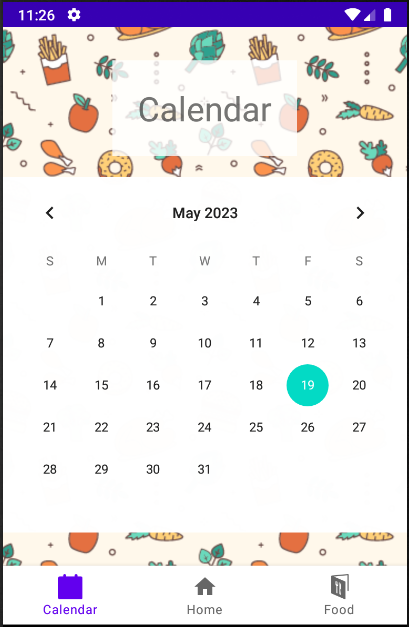 11:26
Calendar
May 2023
S M T W T F S
1 2 3 4 5 6
7 8 9 10 11 12 13
14 15 16 17 18 19 20
21 22 23 24 25 26 27
28 29 30 31
Calendar Home Food